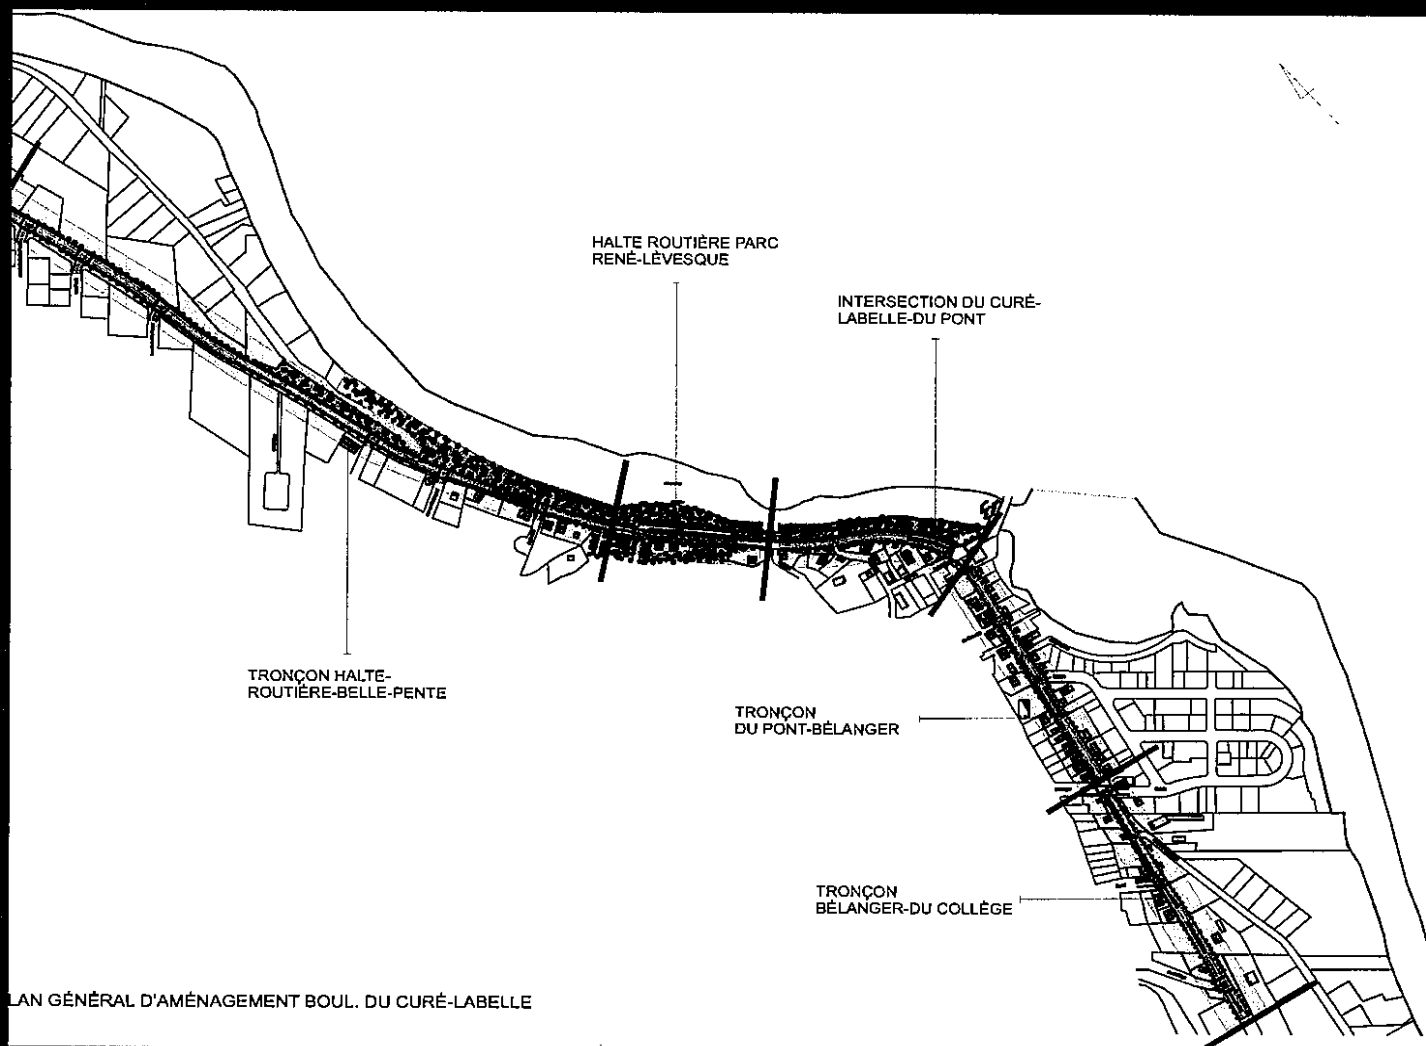 HALTE ROUTIÈRE PARC
RENÉ-LÉVESQUE
INTERSECTION DU CURÉ-
LABELLE-DU PONT
TRONÇON HALTE-
ROUTIÈRE-BELLE-PENTE
TRONÇON
DU PONT-BÉLANGER
TRONÇON
BÉLANGER-DU COLLÈGE
LAN GÉNÉRAL D'AMÉNAGEMENT BOUL. DU CURÉ-LABELLE